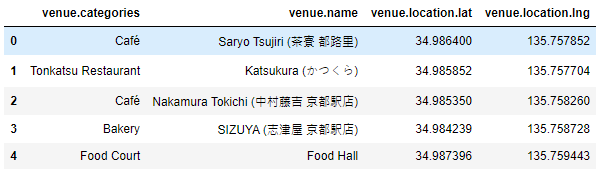 venue.categories venue.name venue.location.lat venue.location.lng
0 Café Saryo Tsujiri (茶寮 都路里) 34.986400 135.757852
1 Tonkatsu Restaurant Katsukura (かつくら) 34.985852 135.757704
2 Café Nakamura Tokichi (中村藤吉 京都駅店) 34.985350 135.758260
3 Bakery SIZUYA (志津屋 京都駅店) 34.984239 135.758728
4 Food Court Food Hall 34.987396 135.759443